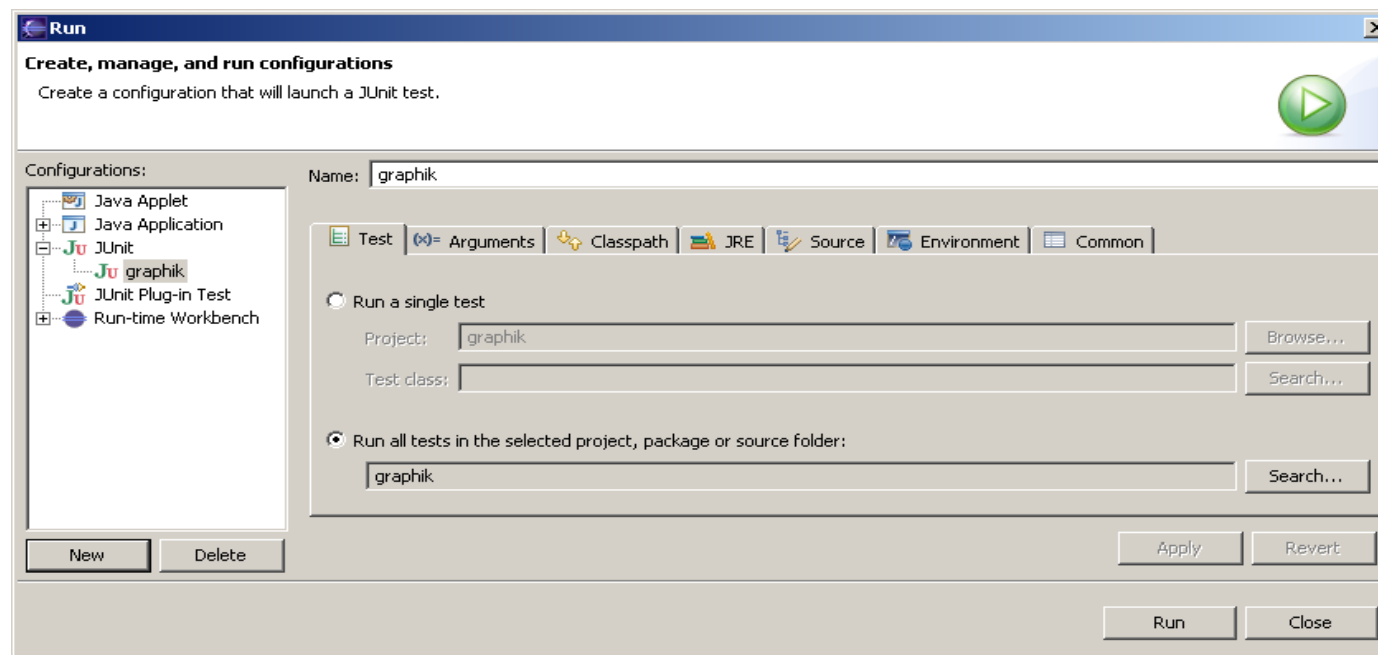 Run
Create, manage, and run configurations
Create a configuration that will launch a JUnit test.
Configurations:
Java Applet
Java Application
JU JUnit
JU graphik
JU JUnit Plug-in Test
Run-time Workbench
New
Delete
Name: graphik
Test
(x)= Arguments
Classpath
JRE
Source
Environment
Common
Run a single test
Project: graphik Browse...
Test class: Search...
Run all tests in the selected project, package or source folder:
graphik Search...
Apply Revert
Run Close